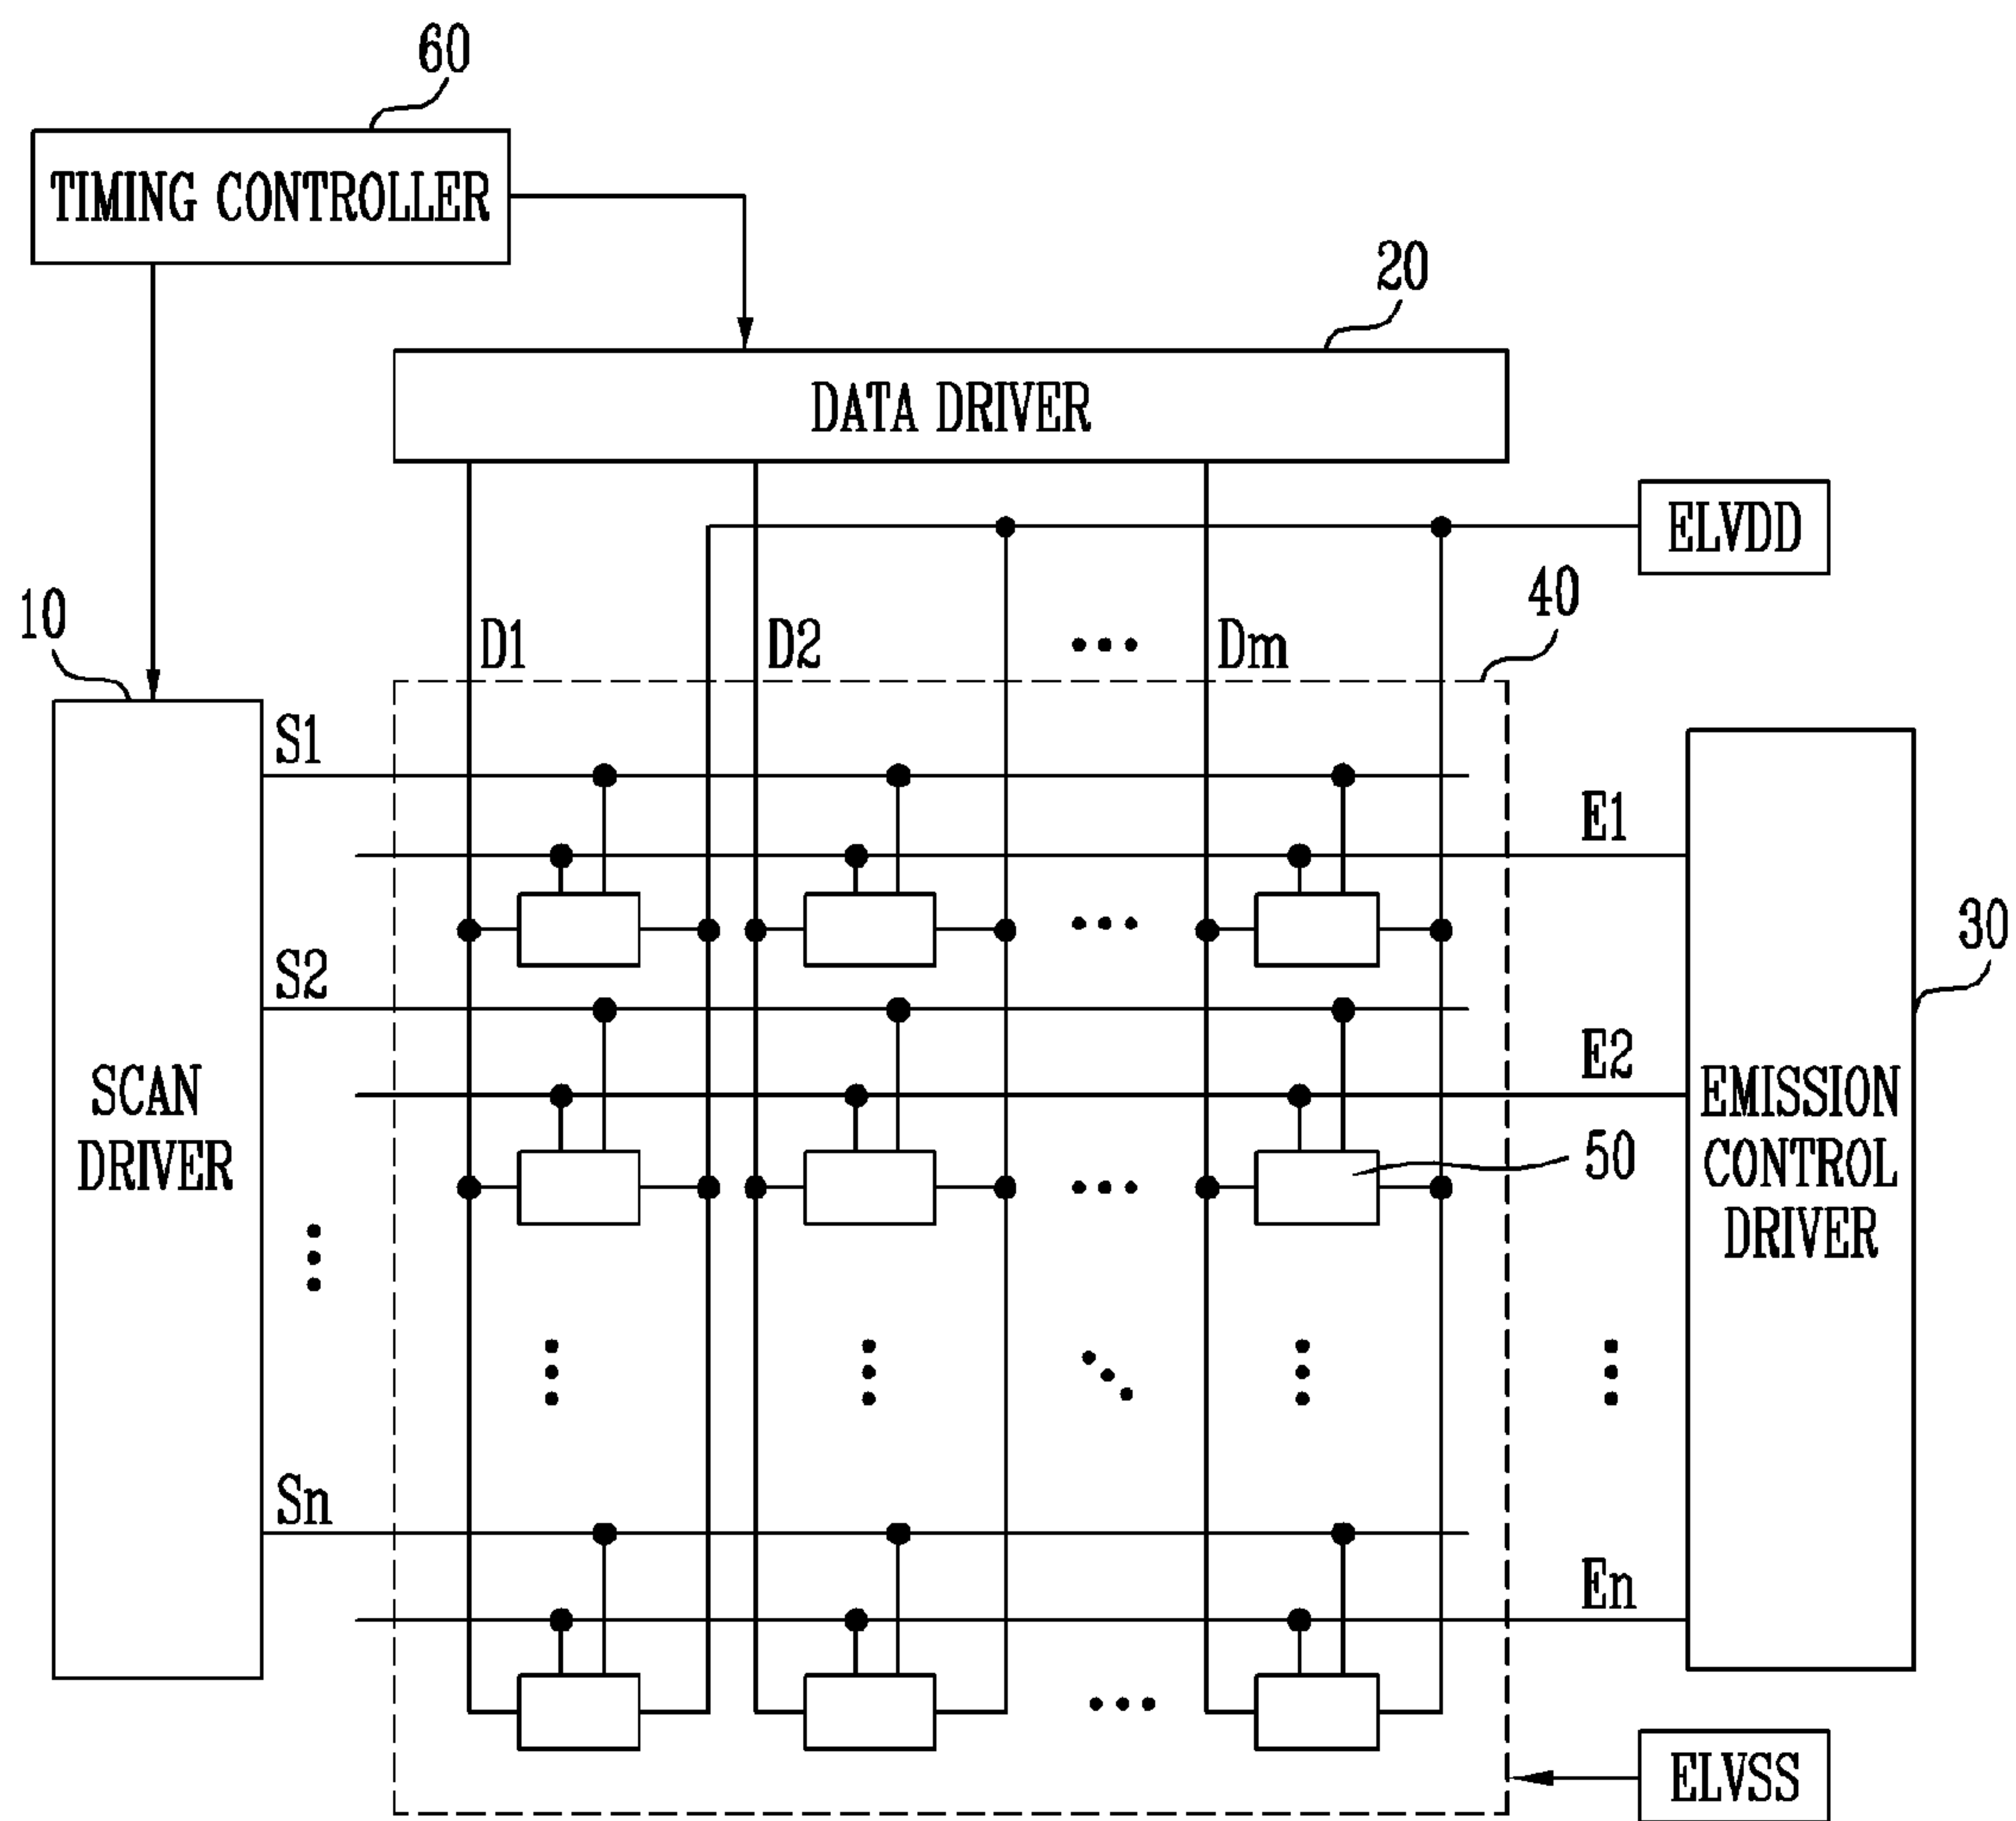 60
TIMING CONTROLLER
20
DATA DRIVER
ELVDD
40
10
D1
D2
Dm
S1
E1
30
S2
E2
SCAN
DRIVER
EMISSION
CONTROL
DRIVER
50
Sn
En
ELVSS